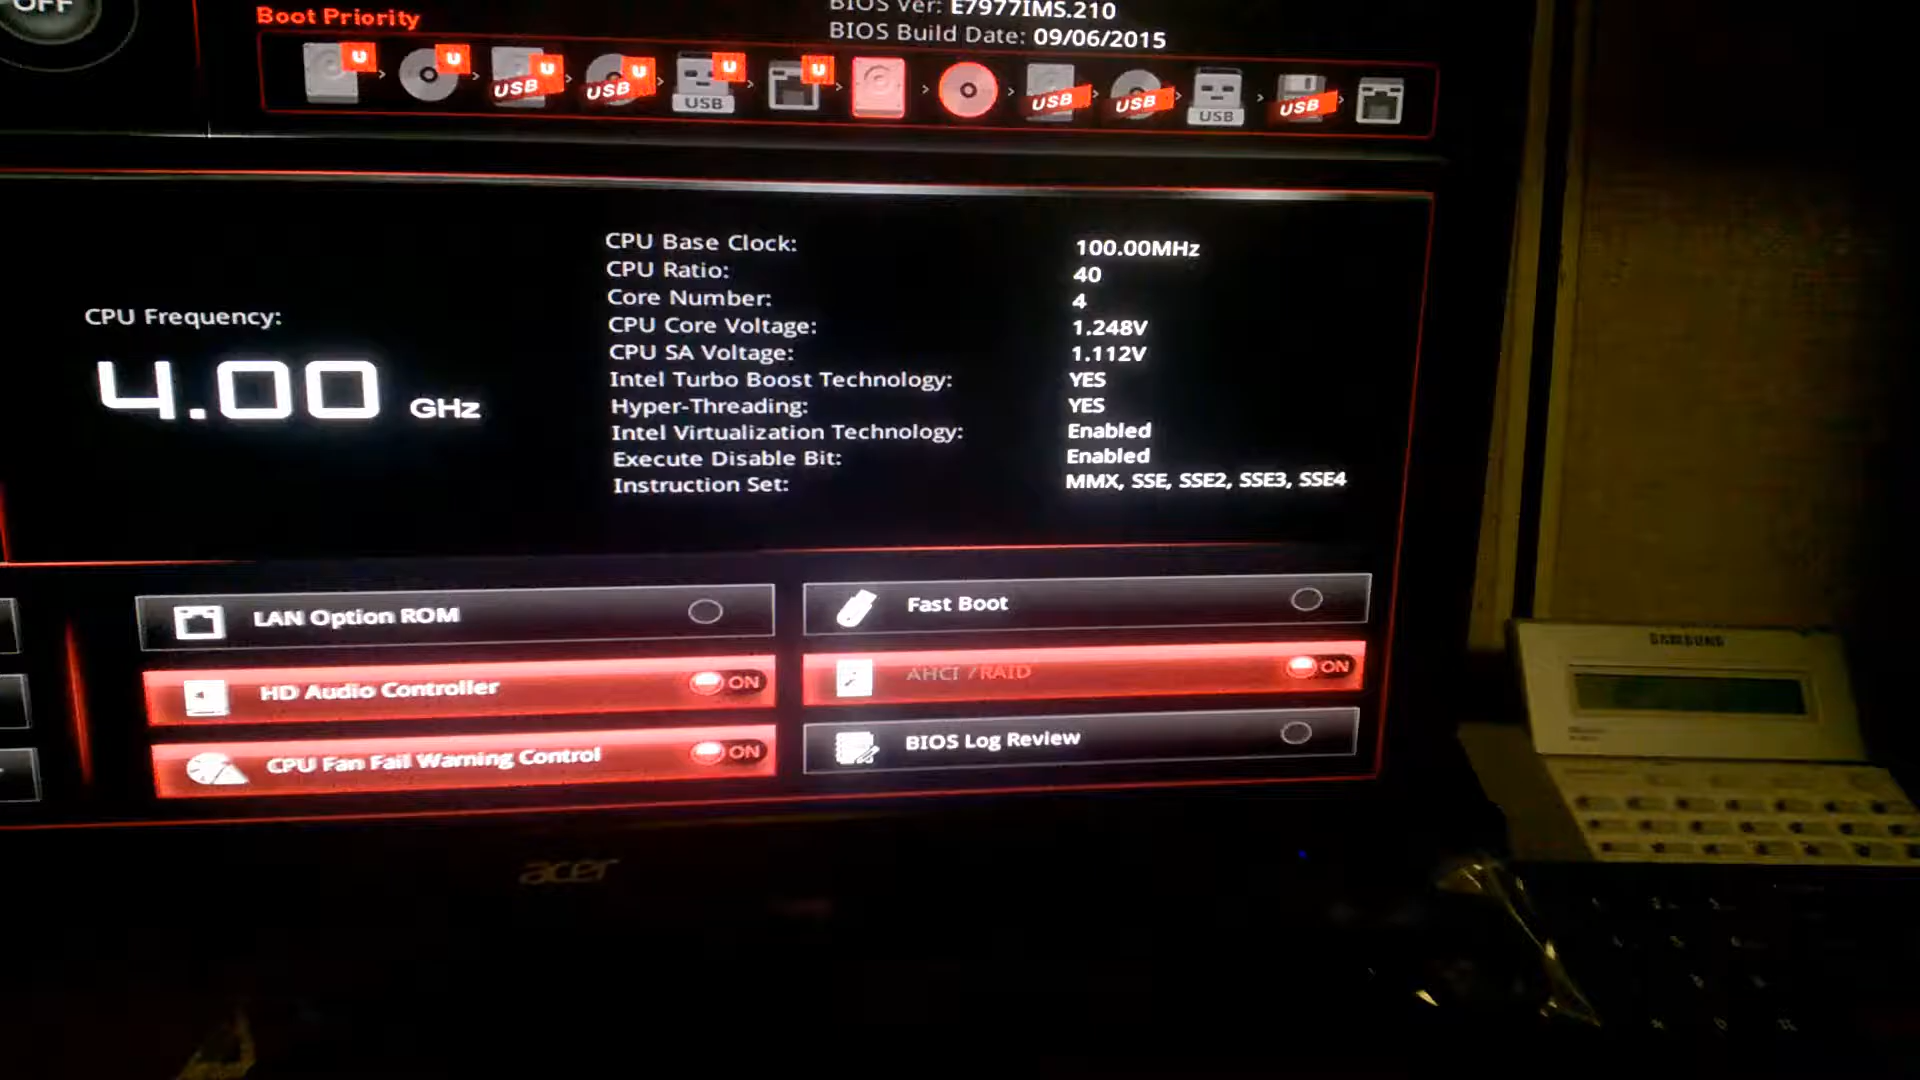 OFF
Boot Priority
BIOS Ver: E7977IMS.210
BIOS Build Date: 09/06/2015
U U USB U USB U USB U U USB USB USB USB
CPU Frequency:
4.00 GHz
CPU Base Clock: 100.00MHz
CPU Ratio: 40
Core Number: 4
CPU Core Voltage: 1.248V
CPU SA Voltage: 1.112V
Intel Turbo Boost Technology: YES
Hyper-Threading: YES
Intel Virtualization Technology: Enabled
Execute Disable Bit: Enabled
Instruction Set: MMX, SSE, SSE2, SSE3, SSE4
LAN Option ROM
Fast Boot
HD Audio Controller ON
AHCI /RAID ON
CPU Fan Fail Warning Control ON
BIOS Log Review
acer
SAMSUNG